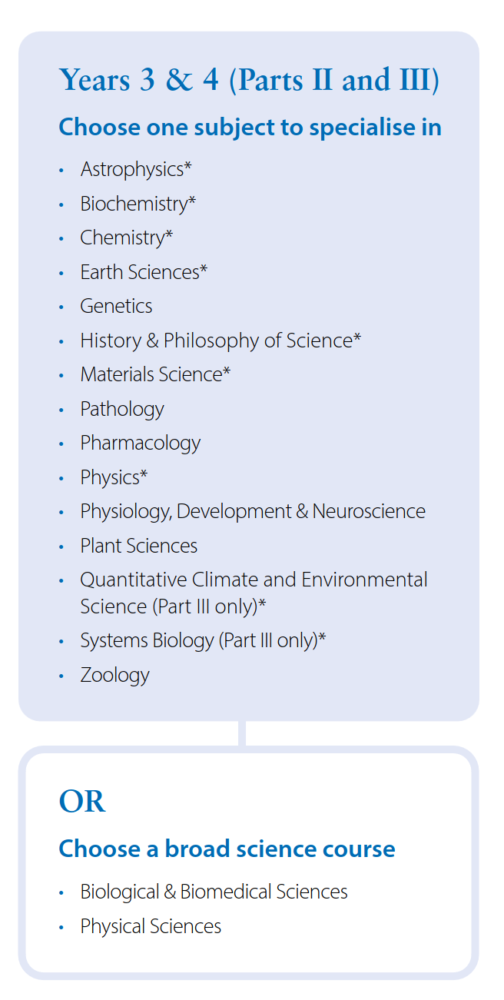 Years 3 & 4 (Parts II and III)
Choose one subject to specialise in
• Astrophysics*
• Biochemistry*
• Chemistry*
• Earth Sciences*
• Genetics
• History & Philosophy of Science*
• Materials Science*
• Pathology
• Pharmacology
• Physics*
• Physiology, Development & Neuroscience
• Plant Sciences
• Quantitative Climate and Environmental
Science (Part III only)*
• Systems Biology (Part III only)*
• Zoology
OR
Choose a broad science course
• Biological & Biomedical Sciences
• Physical Sciences